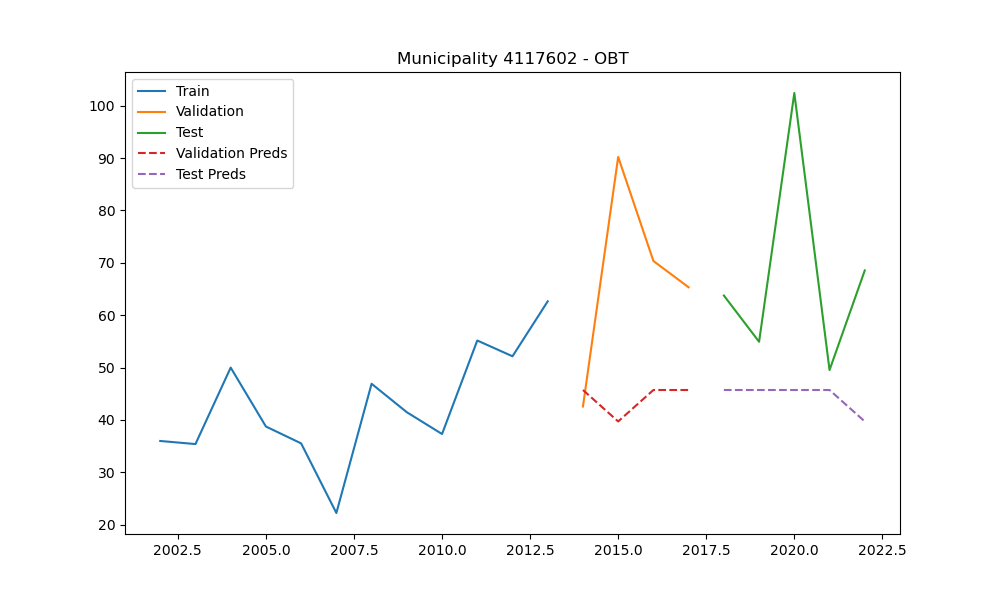 Municipality 4117602 - OBT
Train
Validation
Test
Validation Preds
Test Preds
100
90
80
70
60
50
40
30
20
2002.5 2005.0 2007.5 2010.0 2012.5 2015.0 2017.5 2020.0 2022.5